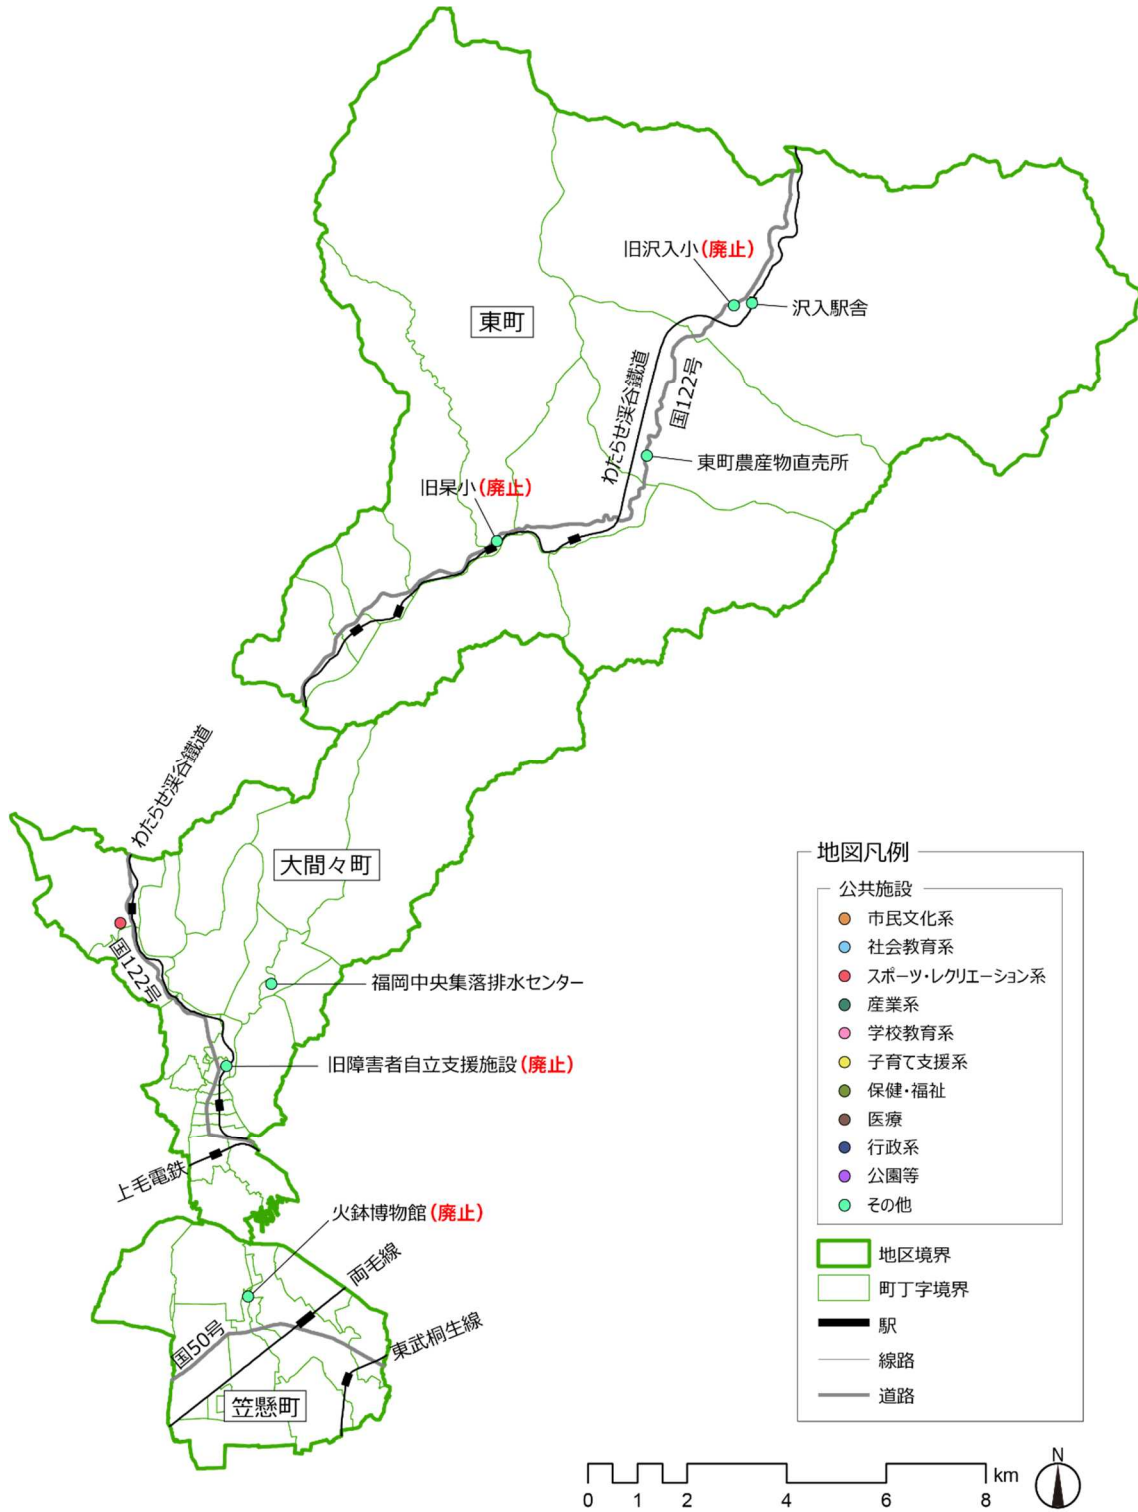 旧沢入小(廃止)
沢入駅舎
東町
わたらせ渓谷鐵道
国122号
東町農産物直売所
旧杲小(廃止)
わたらせ渓谷鐵道
大間々町
国122号
福岡中央集落排水センター
旧障害者自立支援施設(廃止)
上毛電鉄
火鉢博物館(廃止)
両毛線
国50号
東武桐生線
笠懸町
地図凡例
公共施設
市民文化系
社会教育系
スポーツ・レクリエーション系
産業系
学校教育系
子育て支援系
保健・福祉
医療
行政系
公園等
その他
地区境界
町丁字境界
駅
線路
道路
N
km
0 1 2 4 6 8